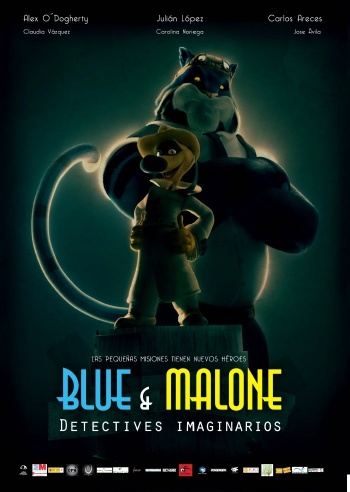 Alex O´Dogherty Julián López Carlos Areces
Claudia Vázquez Carolina Noriega Jose Ávila
LAS PEQUEÑAS MISIONES TIENEN NUEVOS HÉROES
BLUE & MALONE
DETECTIVES IMAGINARIOS